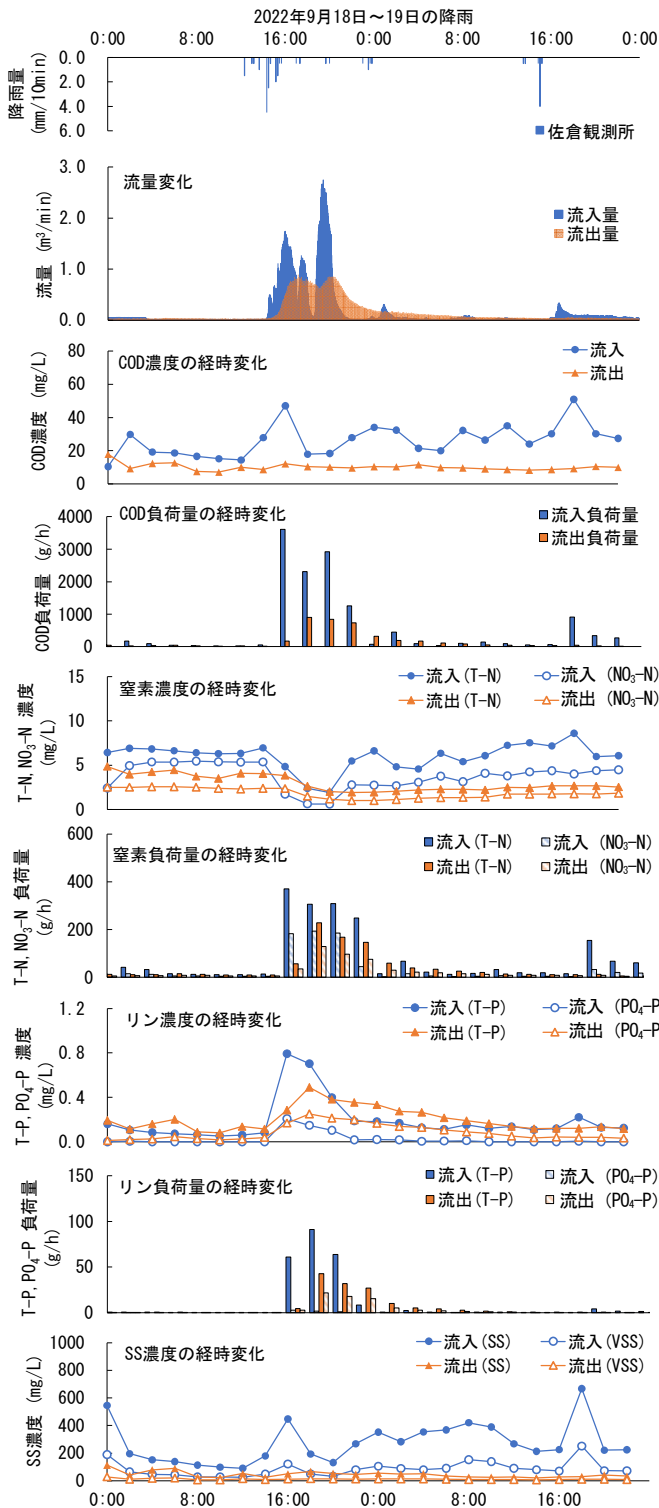 2022年9月18日～19日の降雨
0:00 8:00 16:00 0:00 8:00 16:00 0:00
降雨量
(mm/10min)
0.0
2.0
4.0
6.0
佐倉観測所
流量 (m³/min)
3.0
2.0
1.0
0.0
流量変化
流入量
流出量
COD濃度 (mg/L)
80
60
40
20
0
COD濃度の経時変化
流入
流出
COD負荷量 (g/h)
4000
3000
2000
1000
0
COD負荷量の経時変化
流入負荷量
流出負荷量
T-N, NO₃-N 濃度
(mg/L)
15
10
5
0
窒素濃度の経時変化
流入(T-N) 流入 (NO₃-N)
流出(T-N) 流出 (NO₃-N)
T-N, NO₃-N 負荷量
(g/h)
600
400
200
0
窒素負荷量の経時変化
流入(T-N) 流入 (NO₃-N)
流出(T-N) 流出 (NO₃-N)
T-P, PO₄-P 濃度
(mg/L)
1.2
0.8
0.4
0.0
リン濃度の経時変化
流入(T-P) 流入 (PO₄-P
流出(T-P) 流出 (PO₄-P
T-P, PO₄-P 負荷量
(g/h)
150
100
50
0
リン負荷量の経時変化
流入(T-P) 流入 (PO₄-P)
流出(T-P) 流出 (PO₄-P)
SS濃度 (mg/L)
1000
800
600
400
200
0
SS濃度の経時変化
流入(SS) 流入(VSS)
流出(SS) 流出(VSS)
0:00 8:00 16:00 0:00 8:00 16:00 0:00